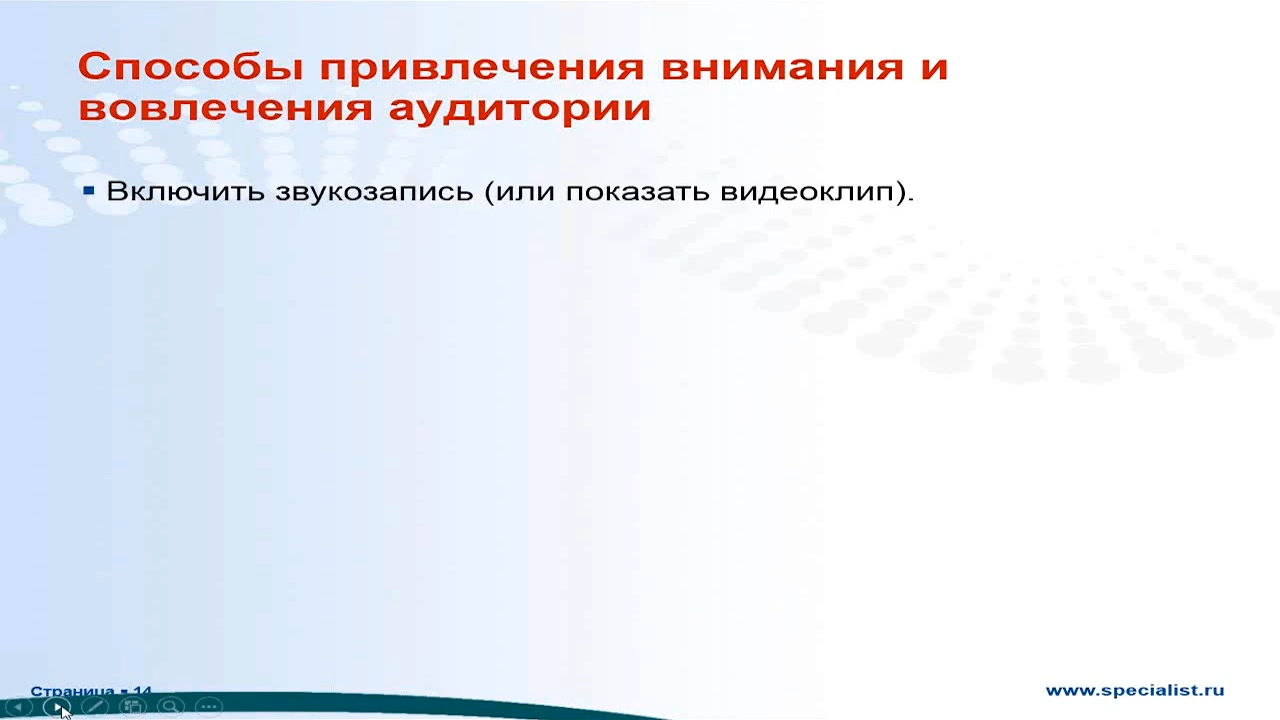 Способы привлечения внимания и
вовлечения аудитории
Включить звукозапись (или показать видеоклип).
Страница ▪ 14
www.specialist.ru